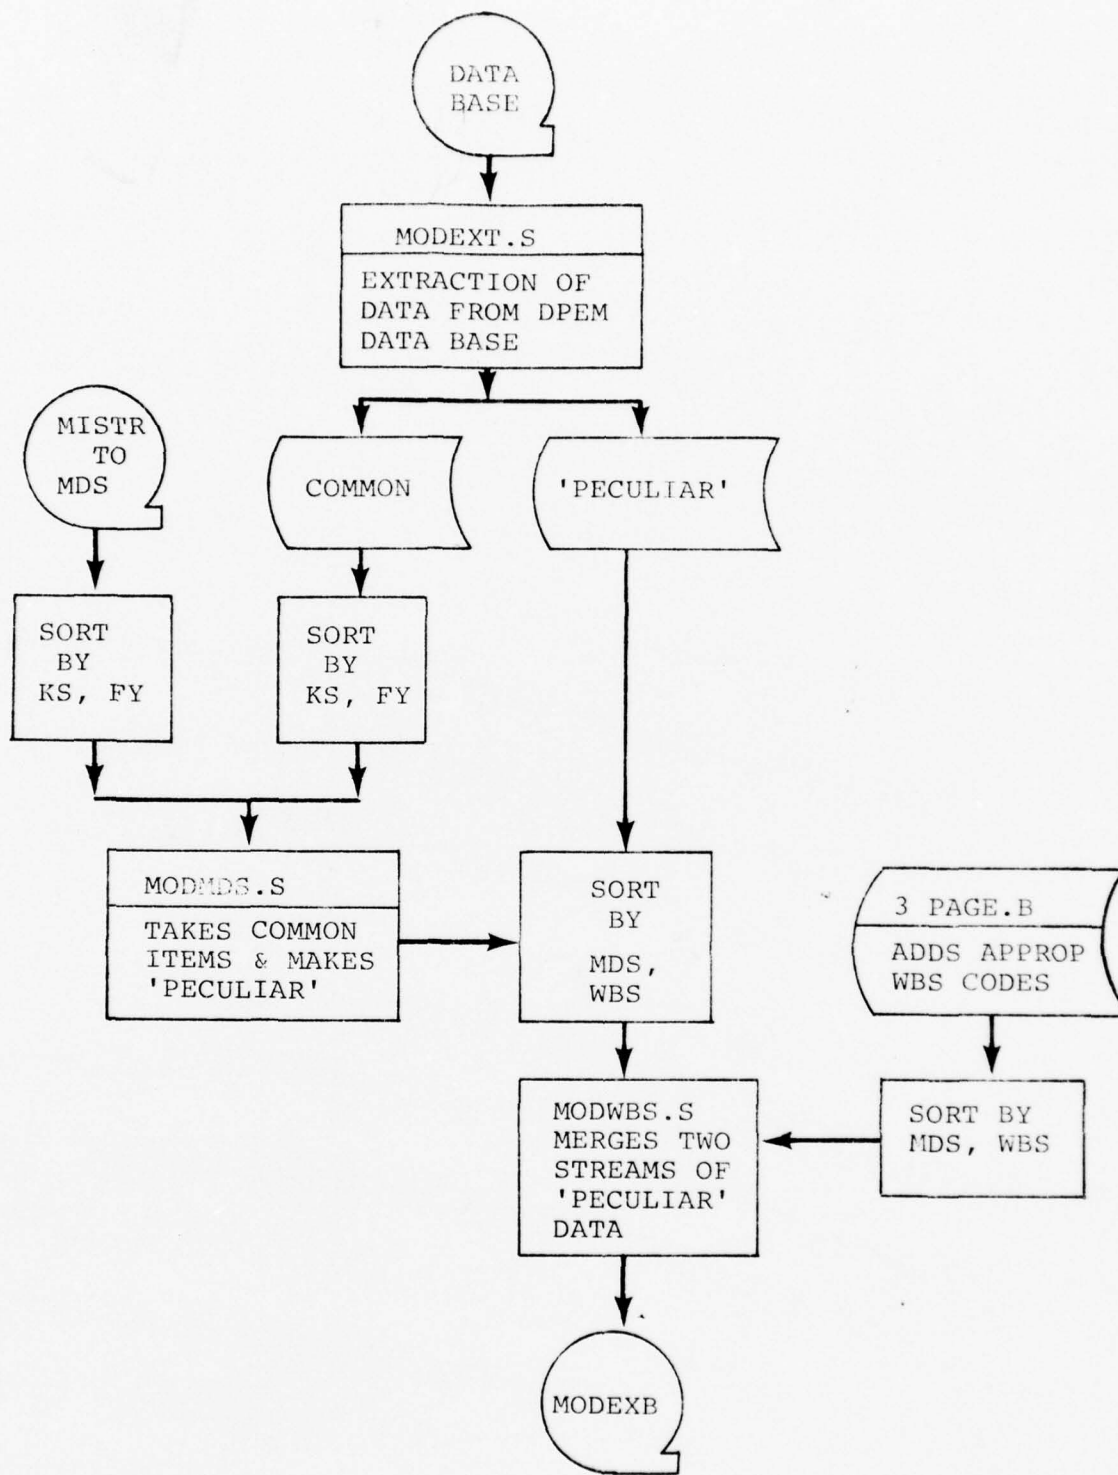 DATA
BASE
MODEXT.S
EXTRACTION OF
DATA FROM DPEM
DATA BASE
MISTR
TO
MDS
COMMON
'PECULIAR'
SORT
BY
KS, FY
SORT
BY
KS, FY
MODMDS.S
TAKES COMMON
ITEMS & MAKES
'PECULIAR'
SORT
BY
MDS,
WBS
3 PAGE.B
ADDS APPROP
WBS CODES
MODWBS.S
MERGES TWO
STREAMS OF
'PECULIAR'
DATA
SORT BY
MDS, WBS
MODEXB